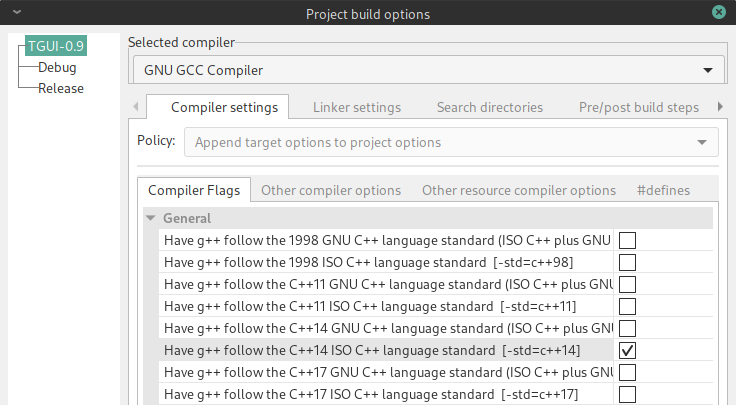 Project build options
TGUI-0.9
Debug
Release
Selected compiler
GNU GCC Compiler
Compiler settings
Linker settings
Search directories
Pre/post build steps
Policy:
Append target options to project options
Compiler Flags
Other compiler options
Other resource compiler options
#defines
General
Have g++ follow the 1998 GNU C++ language standard (ISO C++ plus GNU
Have g++ follow the 1998 ISO C++ language standard [-std=c++98]
Have g++ follow the C++11 GNU C++ language standard (ISO C++ plus GNU
Have g++ follow the C++11 ISO C++ language standard [-std=c++11]
Have g++ follow the C++14 GNU C++ language standard (ISO C++ plus GNU
Have g++ follow the C++14 ISO C++ language standard [-std=c++14]
Have g++ follow the C++17 GNU C++ language standard (ISO C++ plus GNU
Have g++ follow the C++17 ISO C++ language standard [-std=c++17]